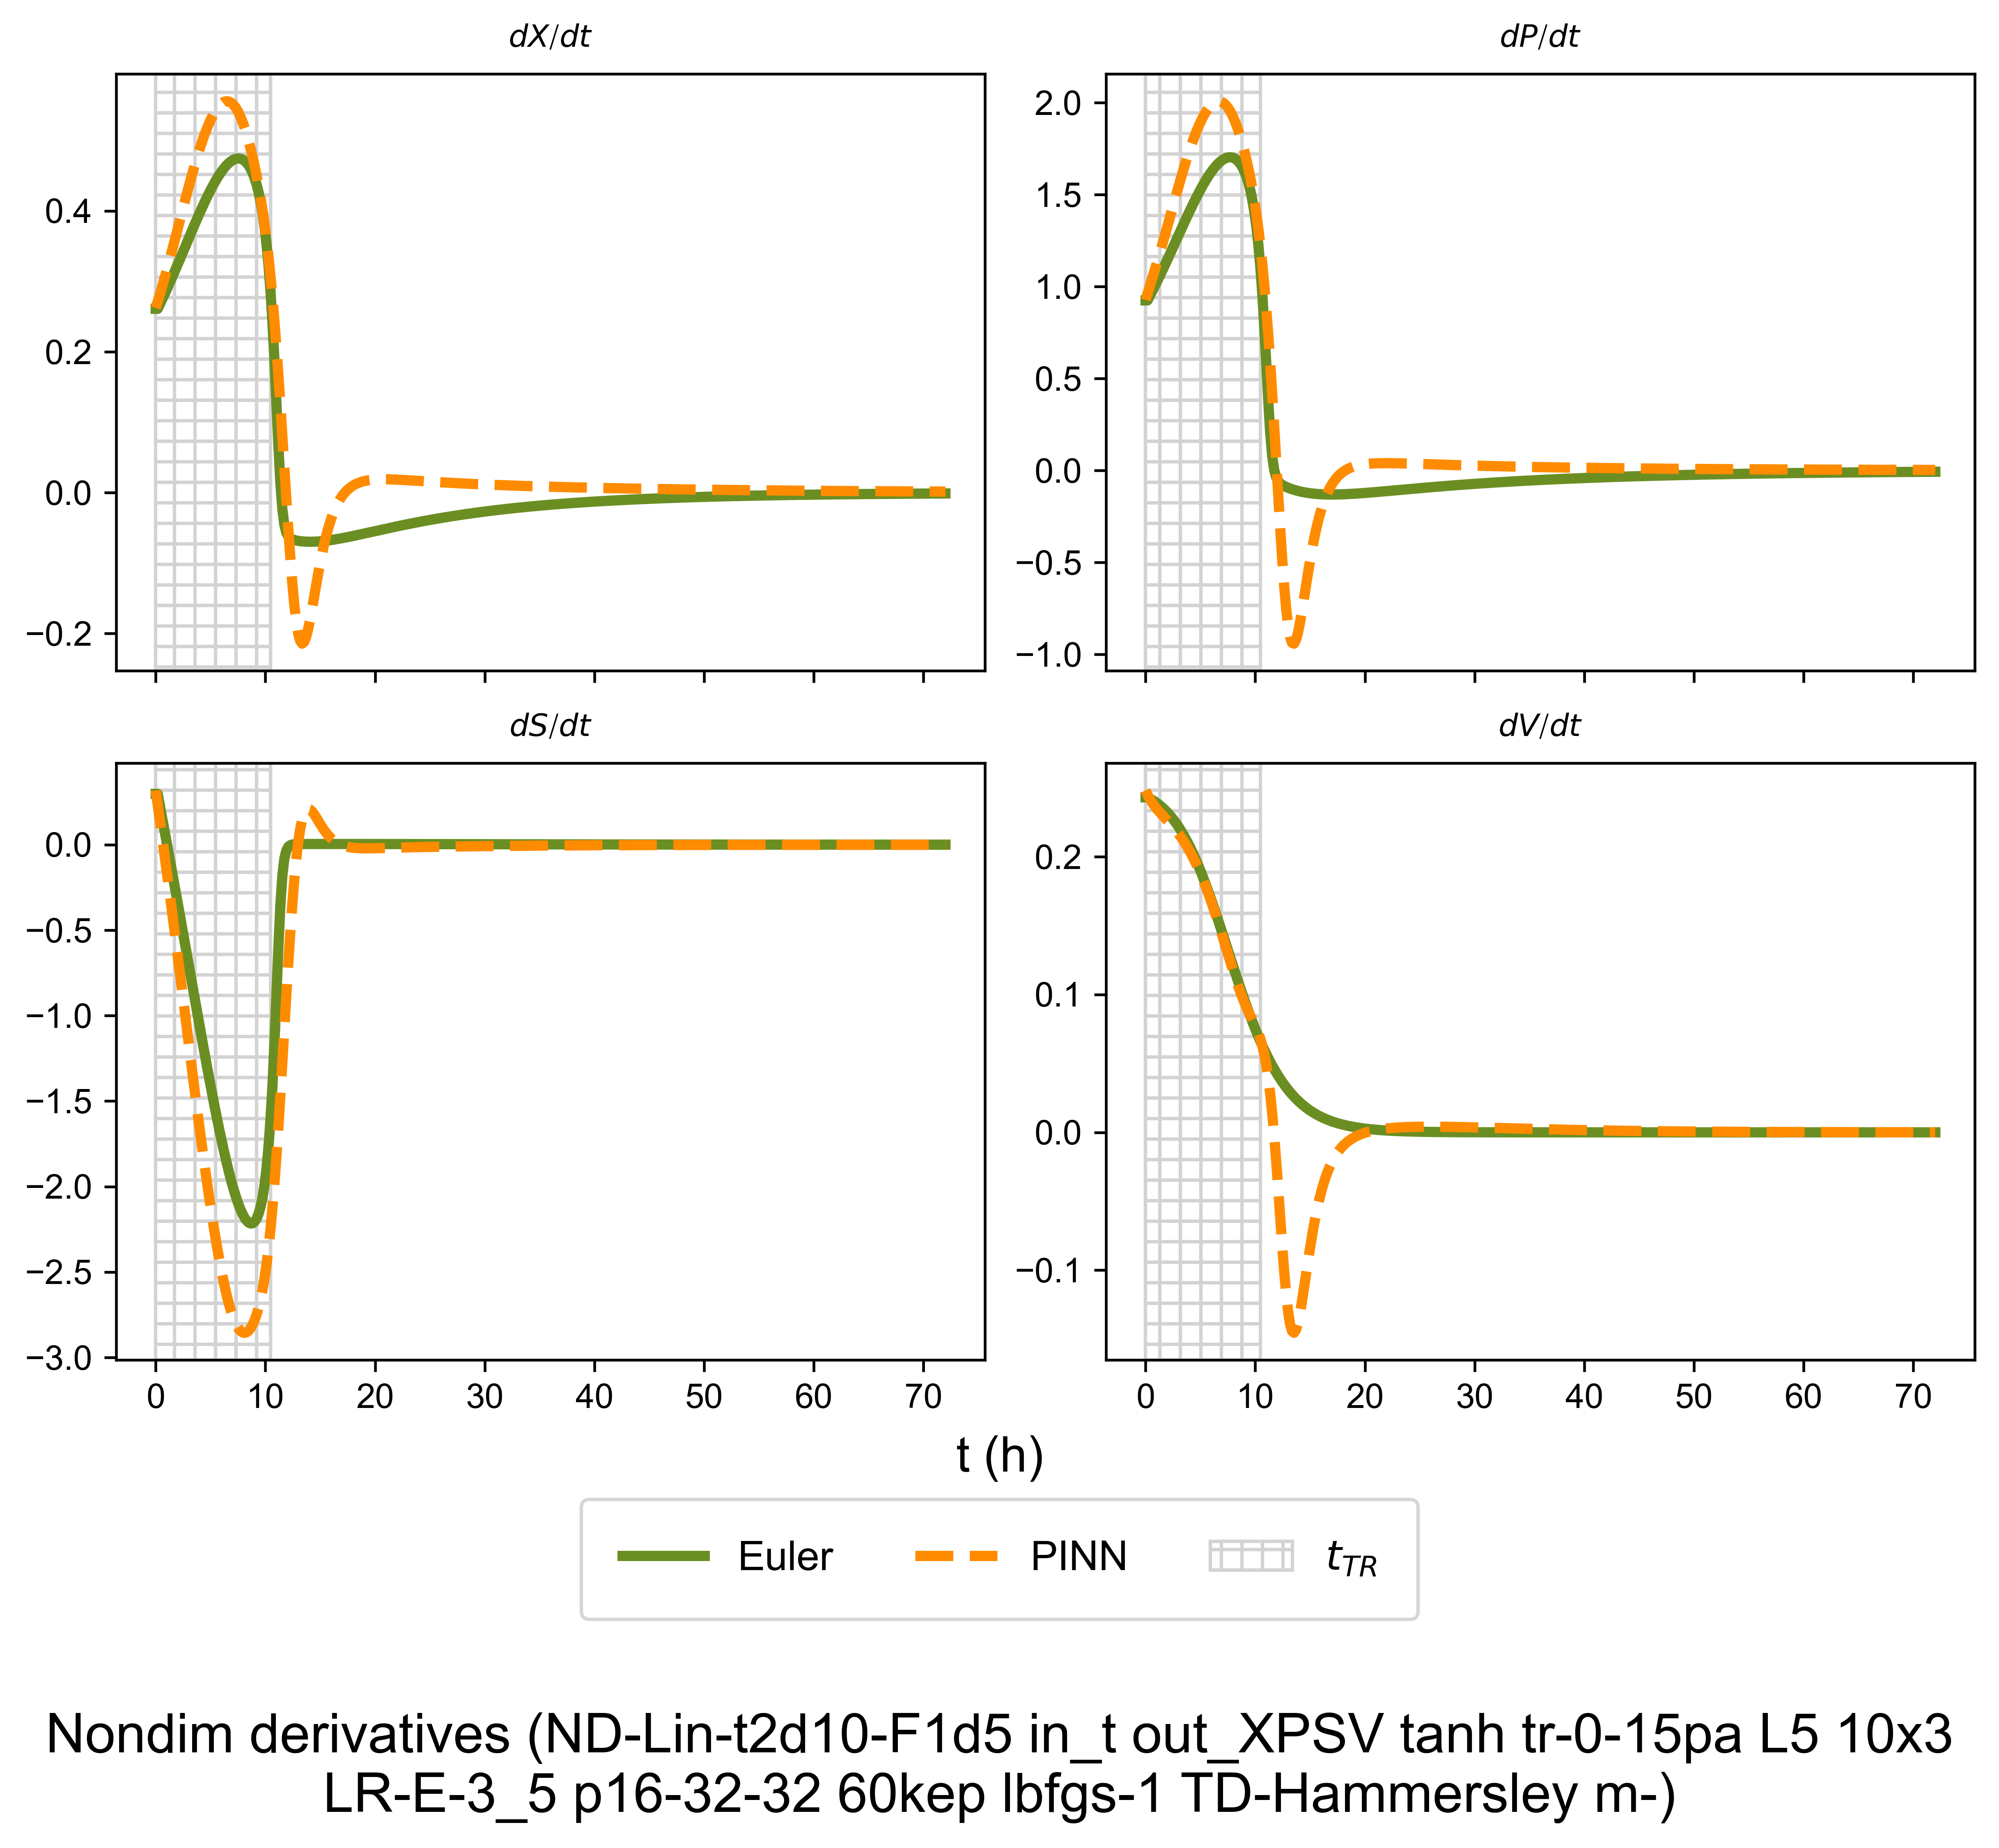 dX/dt
dP/dt
0.4
0.2
0.0
−0.2
2.0
1.5
1.0
0.5
0.0
−0.5
−1.0
dS/dt
dV/dt
0.0
−0.5
−1.0
−1.5
−2.0
−2.5
−3.0
0 10 20 30 40 50 60 70
0.2
0.1
0.0
−0.1
0 10 20 30 40 50 60 70
t (h)
Euler PINN t_TR
Nondim derivatives (ND-Lin-t2d10-F1d5 in_t out_XPSV tanh tr-0-15pa L5 10x3
LR-E-3_5 p16-32-32 60kep lbfgs-1 TD-Hammersley m-)